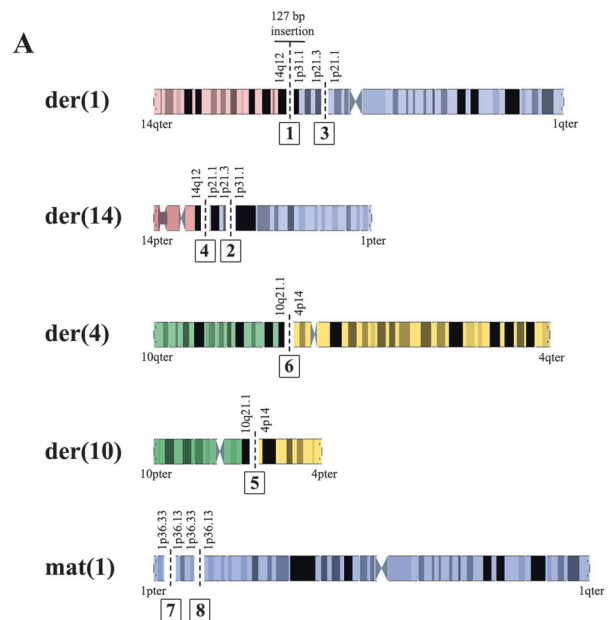 A
127 bp
insertion
14q12
1p31.1
1p21.3
1p21.1
der(1)
14qter
1qter
1
3
14q12
1p21.1
1p21.3
1p31.1
der(14)
14pter
1pter
4
2
10q21.1
4p14
der(4)
10qter
4qter
6
10q21.1
4p14
der(10)
10pter
4pter
5
1p36.33
1p36.13
1p36.33
1p36.13
mat(1)
1pter
1qter
7
8